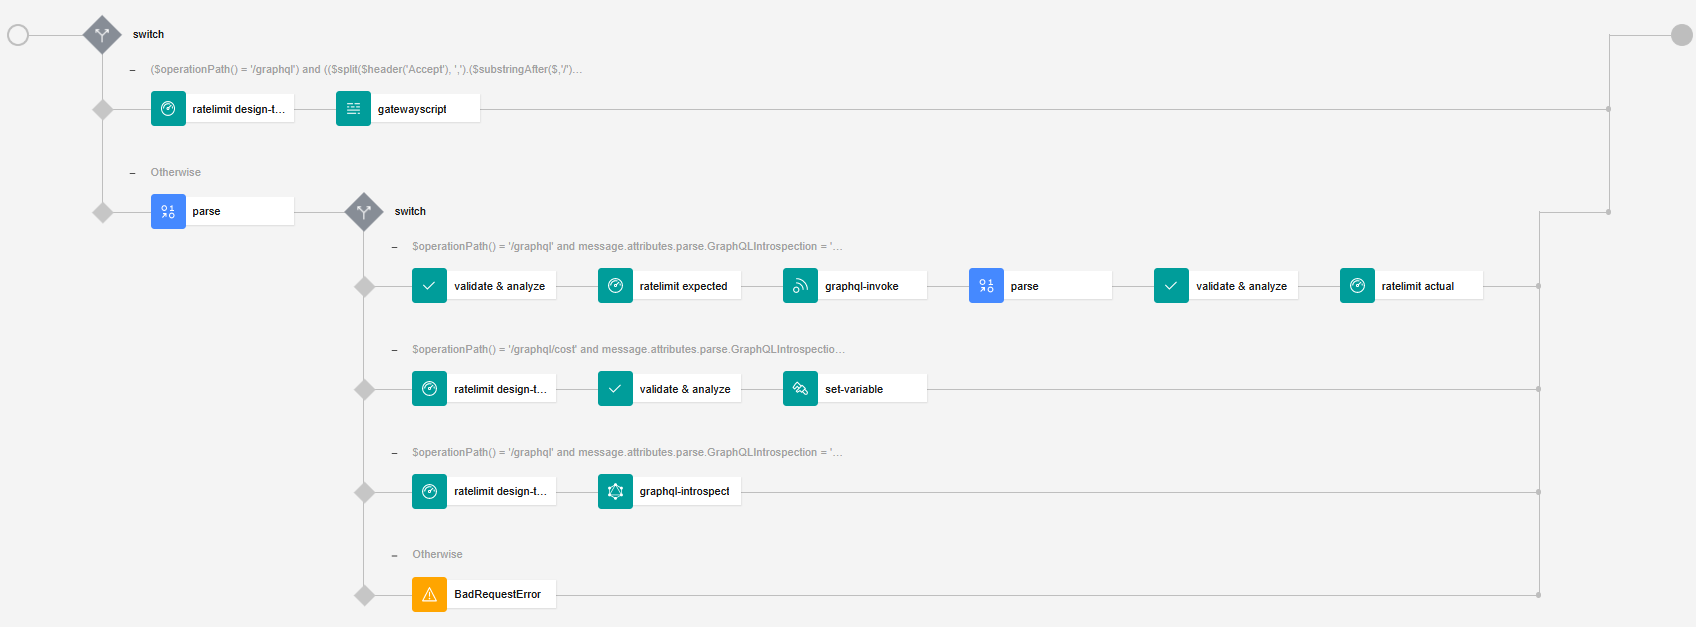 switch
($operationPath() = '/graphql') and (($split($header('Accept'), ',').($substringAfter($,'/')...
ratelimit design-t...
gatewayscript
Otherwise
parse
switch
$operationPath() = '/graphql' and message.attributes.parse.GraphQLIntrospection = '...
validate & analyze
ratelimit expected
graphql-invoke
parse
validate & analyze
ratelimit actual
$operationPath() = '/graphql/cost' and message.attributes.parse.GraphQLIntrospectio...
ratelimit design-t...
validate & analyze
set-variable
$operationPath() = '/graphql' and message.attributes.parse.GraphQLIntrospection = '...
ratelimit design-t...
graphql-introspect
Otherwise
BadRequestError